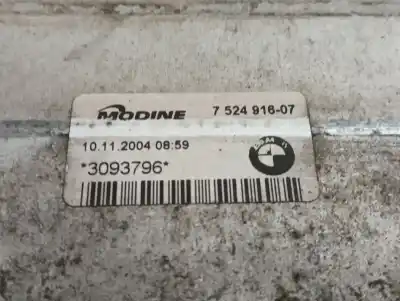 MODINE 7 524 916-07
10.11.2004 08:59
BMW
*3093796*